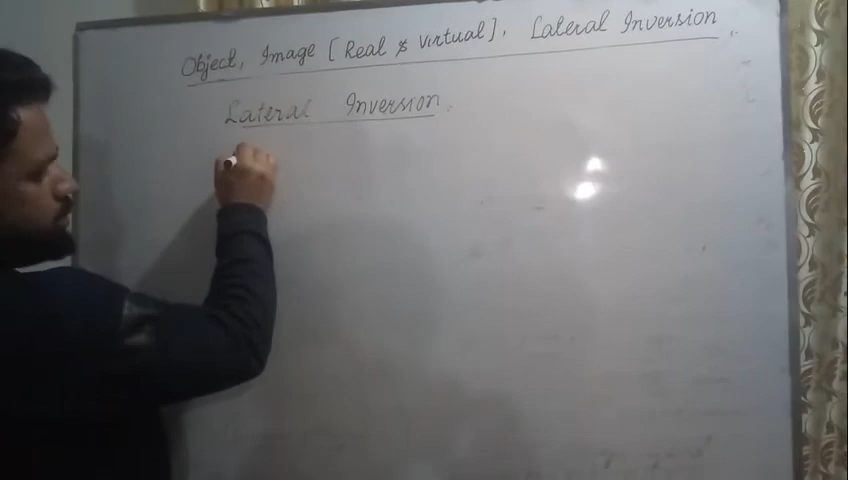 Object, Image [Real & Virtual], Lateral Inversion.
Lateral Inversion.